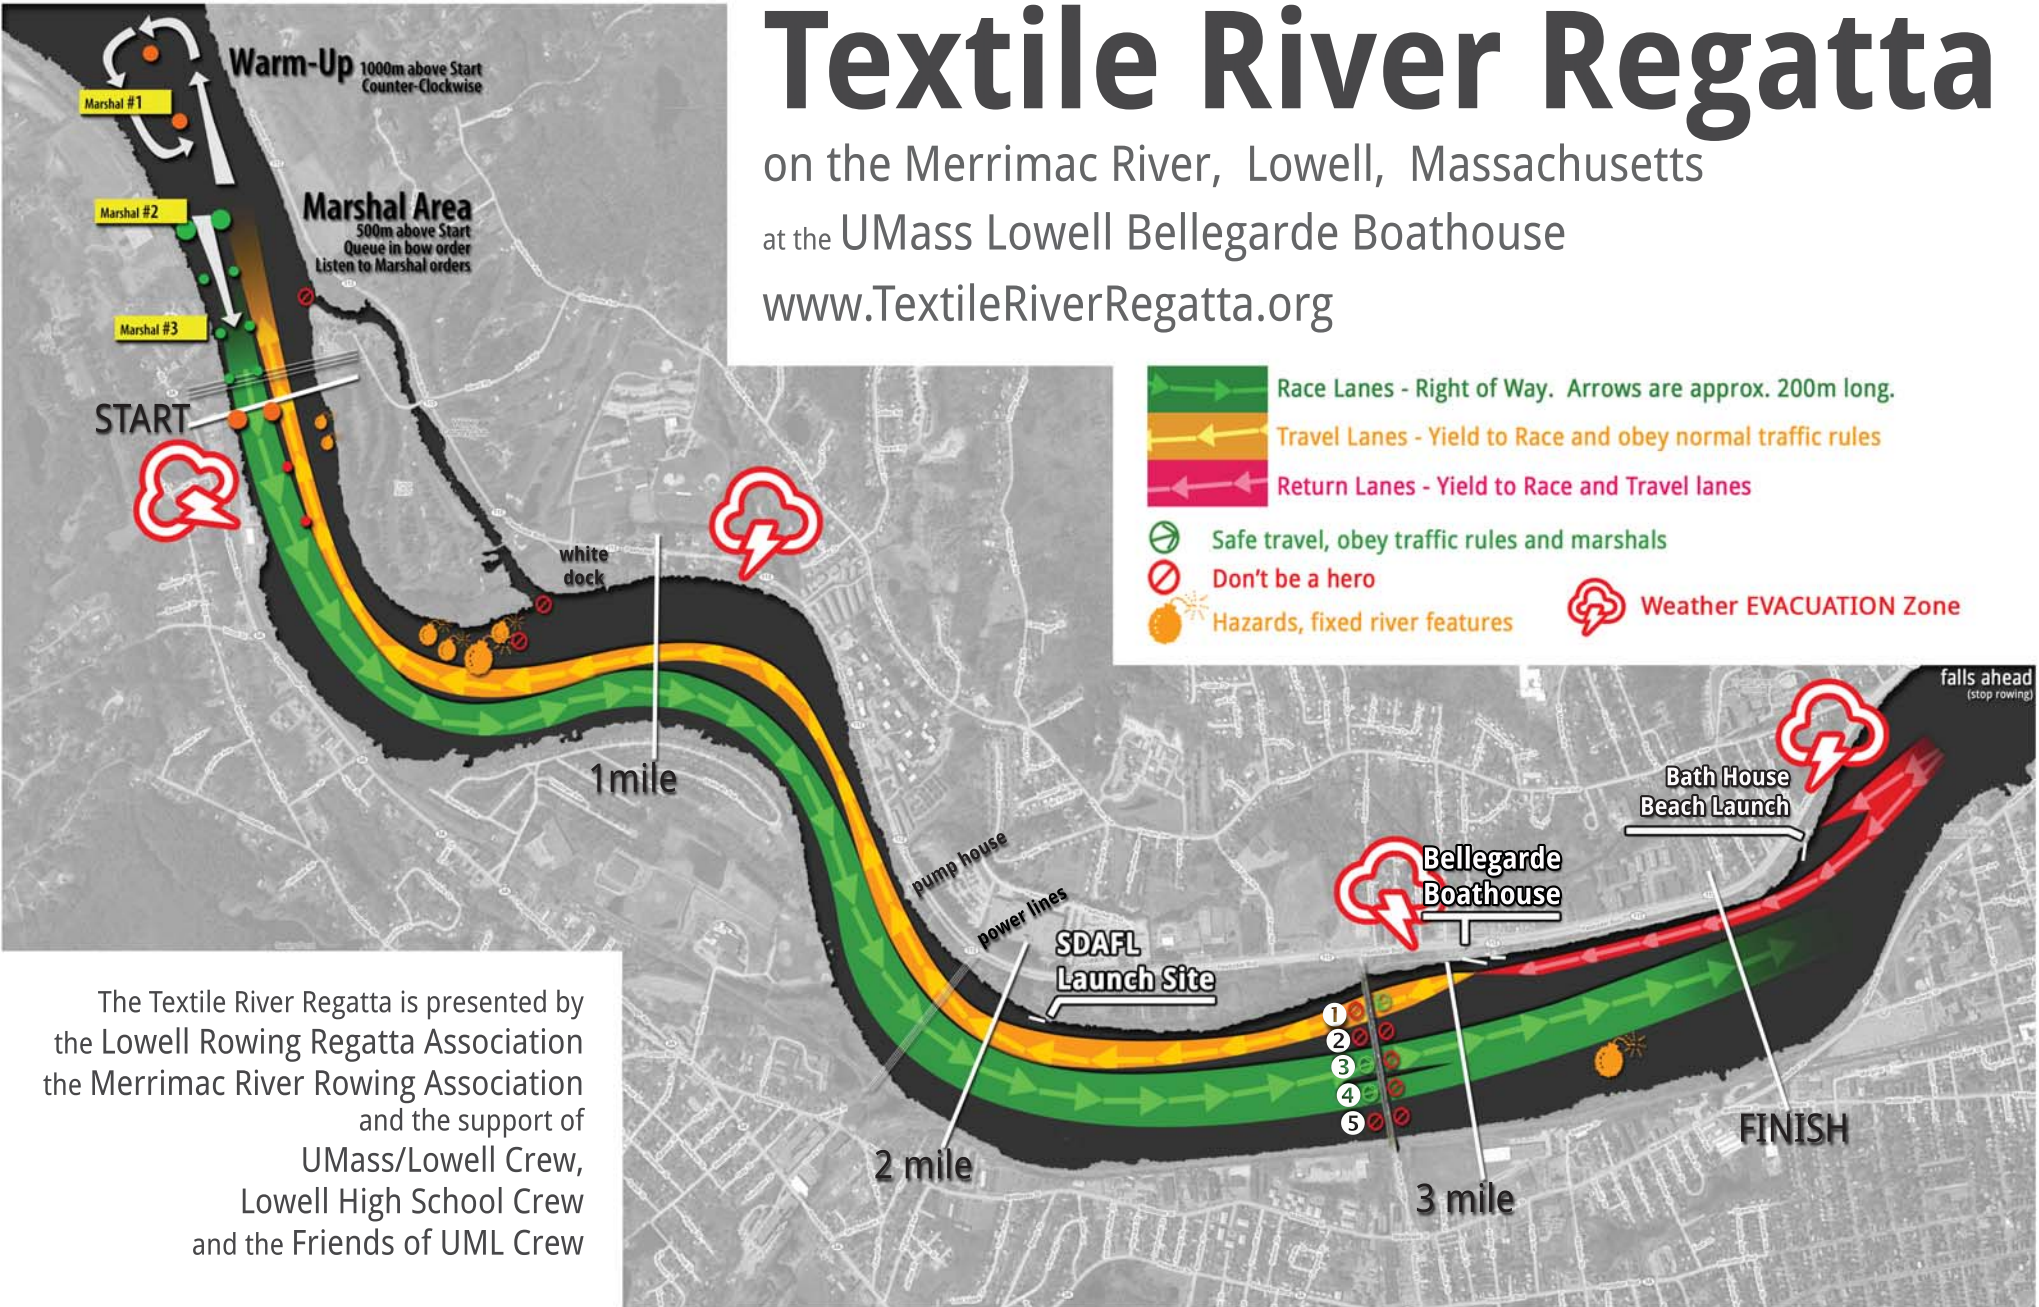 Textile River Regatta
on the Merrimac River, Lowell, Massachusetts
at the UMass Lowell Bellegarde Boathouse
www.TextileRiverRegatta.org
Warm-Up 1000m above Start
Counter-Clockwise
Marshal #1
Marshal Area
500m above Start
Queue in bow order
Listen to Marshal orders
Marshal #2
Marshal #3
START
Race Lanes - Right of Way. Arrows are approx. 200m long.
Travel Lanes - Yield to Race and obey normal traffic rules
Return Lanes - Yield to Race and Travel lanes
Safe travel, obey traffic rules and marshals
Don't be a hero
Hazards, fixed river features
Weather EVACUATION Zone
white
dock
1mile
falls ahead
(stop rowing)
Bath House
Beach Launch
pump house
power lines
Bellegarde
Boathouse
SDAFL
Launch Site
1
2
3
4
5
2 mile
3 mile
FINISH
The Textile River Regatta is presented by
the Lowell Rowing Regatta Association
the Merrimac River Rowing Association
and the support of
UMass/Lowell Crew,
Lowell High School Crew
and the Friends of UML Crew